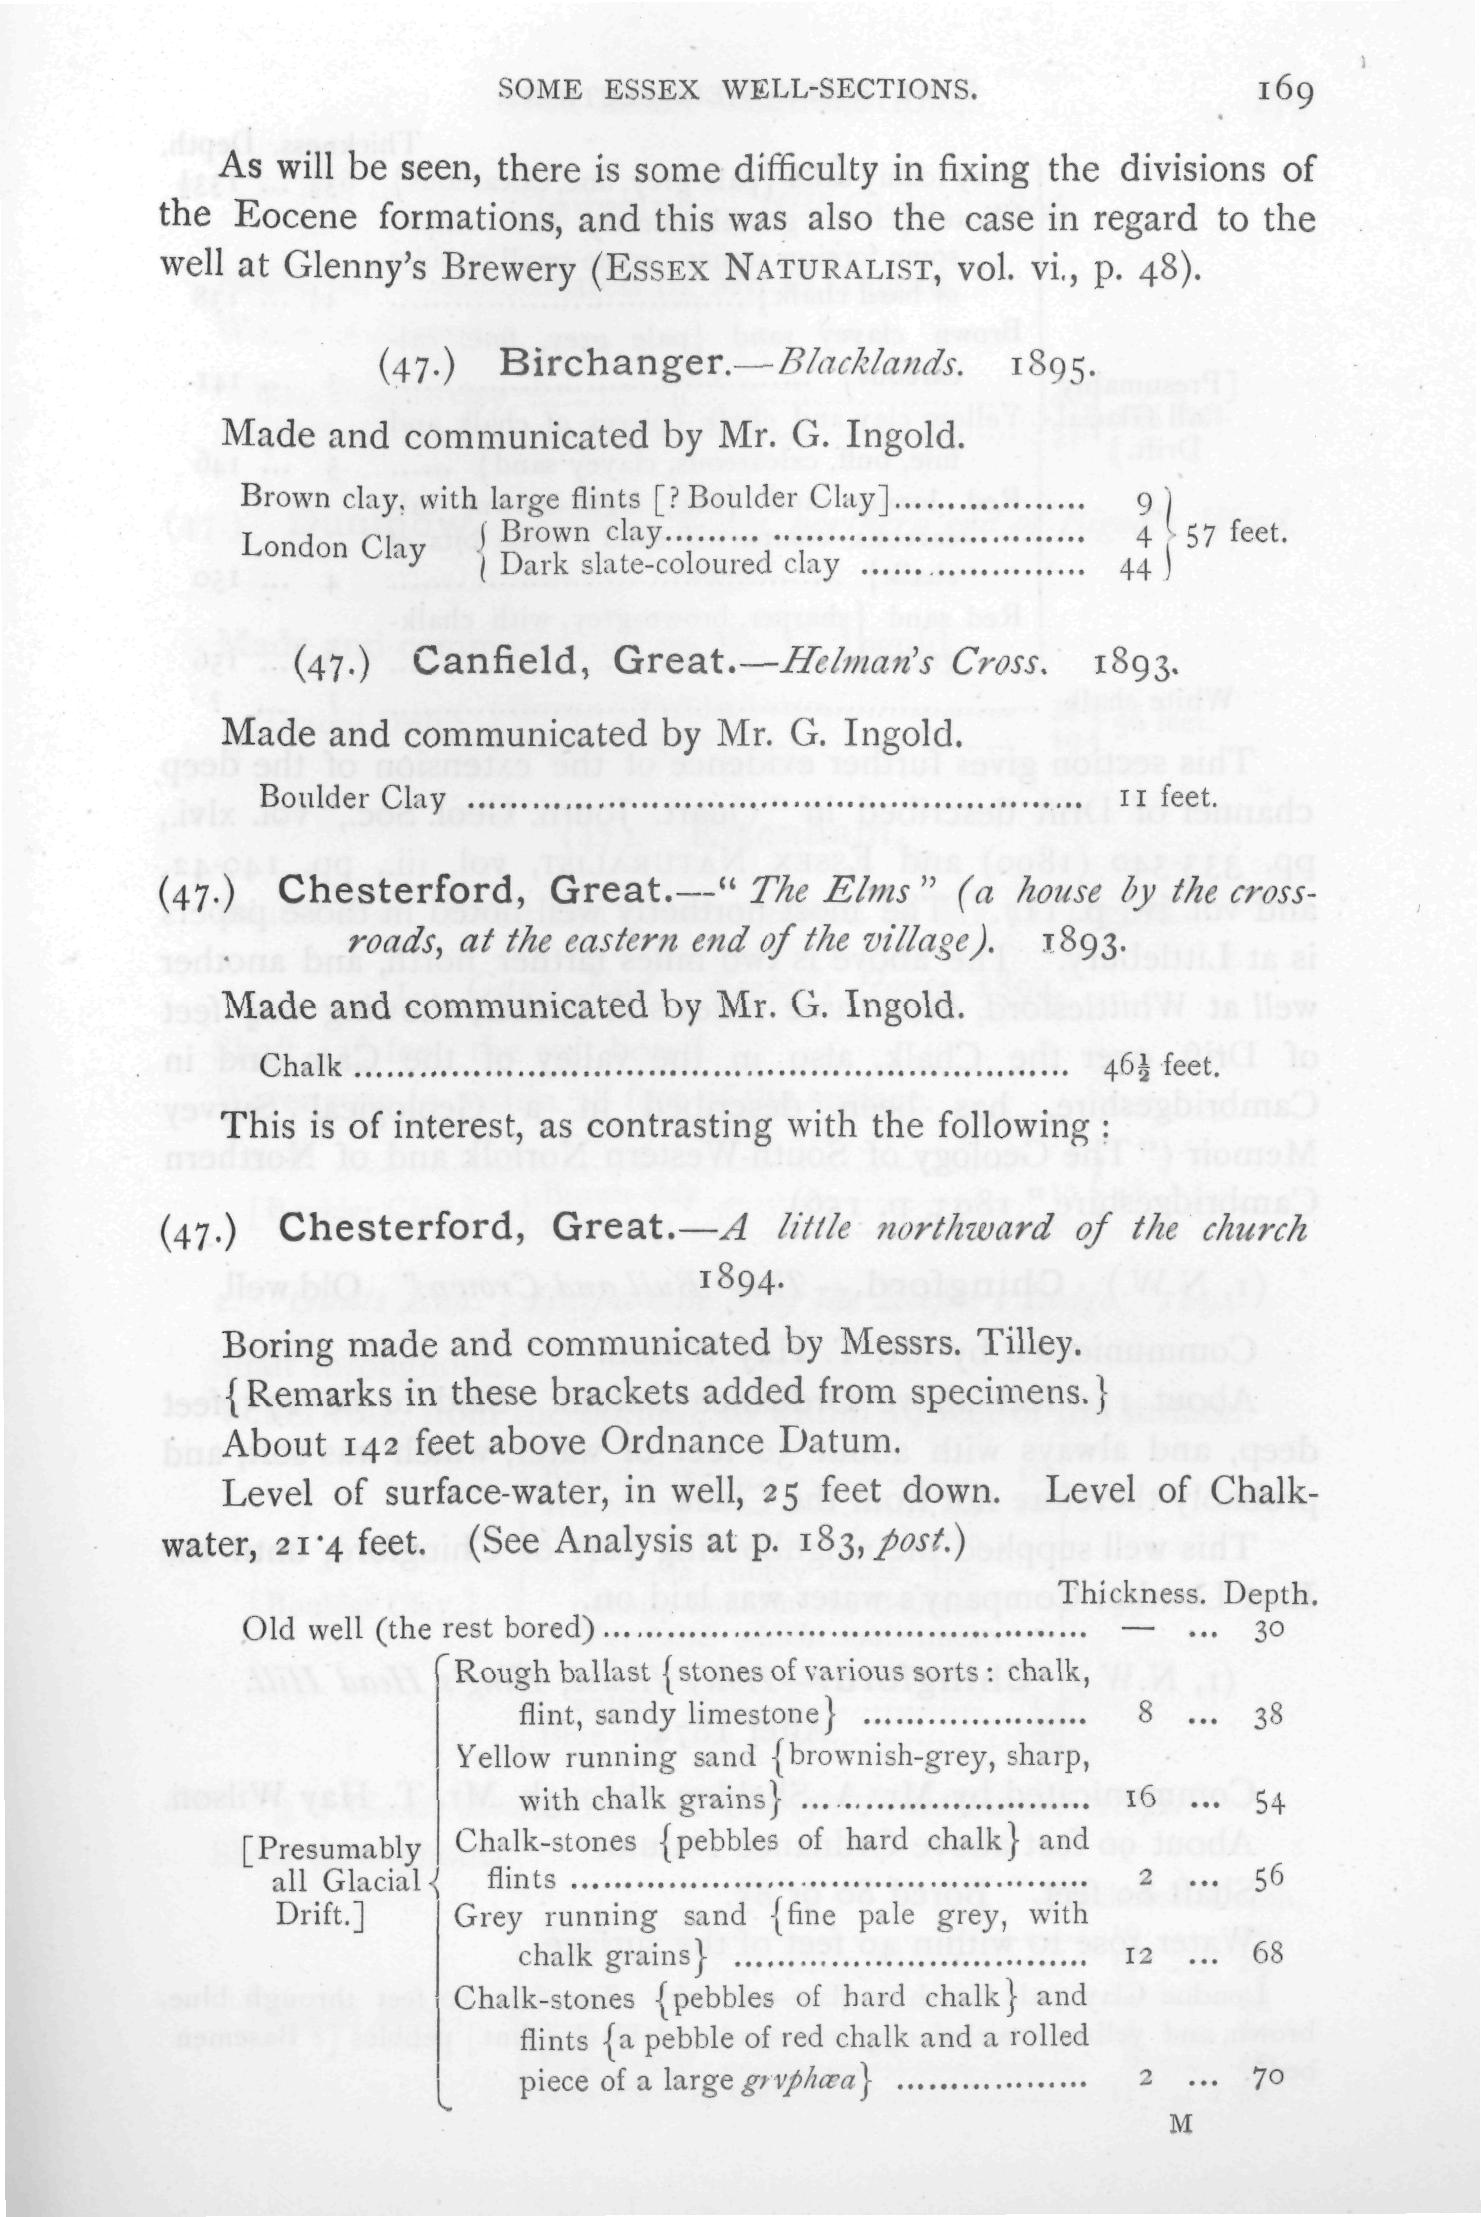 SOME ESSEX WELL-SECTIONS. 169
As will be seen, there is some difficulty in fixing the divisions of
the Eocene formations, and this was also the case in regard to the
well at Glenny's Brewery (ESSEX NATURALIST, vol. vi., p. 48).
(47.) Birchanger.—Blacklands. 1895.
Made and communicated by Mr. G. Ingold.
Brown clay, with large flints [? Boulder Clay].................. 9
London Clay { Brown clay....................................... 4 } 57 feet.
{ Dark slate-coloured clay ..................... 44
(47.) Canfield, Great.—Helman's Cross. 1893.
Made and communicated by Mr. G. Ingold.
Boulder Clay .......................................................... 11 feet.
(47.) Chesterford, Great.—"The Elms" (a house by the cross-
roads, at the eastern end of the village). 1893.
Made and communicated by Mr. G. Ingold.
Chalk .................................................................... 46½ feet.
This is of interest, as contrasting with the following :
(47.) Chesterford, Great.—A little northward of the church
1894.
Boring made and communicated by Messrs. Tilley.
{Remarks in these brackets added from specimens.}
About 142 feet above Ordnance Datum.
Level of surface-water, in well, 25 feet down. Level of Chalk-
water, 21·4 feet. (See Analysis at p. 183, post.)
Thickness. Depth.
Old well (the rest bored) .............................................. — ... 30
Rough ballast {stones of various sorts : chalk,
flint, sandy limestone} ..................... 8 ... 38
Yellow running sand {brownish-grey, sharp,
with chalk grains} ........................... 16 ... 54
[Presumably Chalk-stones {pebbles of hard chalk} and
all Glacial { flints ................................................. 2 ... 56
Drift.] Grey running sand {fine pale grey, with
chalk grains} ................................. 12 ... 68
Chalk-stones {pebbles of hard chalk} and
flints {a pebble of red chalk and a rolled
piece of a large gryphœa} .................. 2 ... 70
M